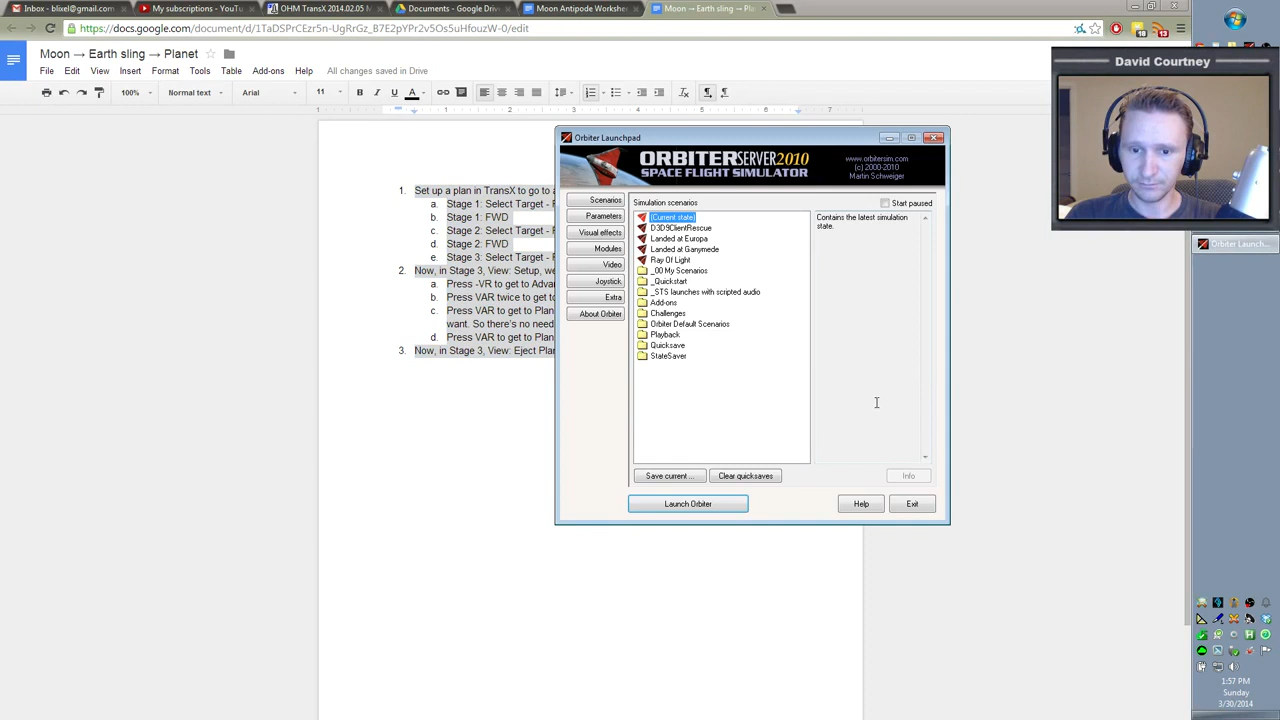 Inbox - blixel@gmail.com
My subscriptions - YouTu
OHM TransX 2014.02.05 M
Documents - Google Drive
Moon Antipode Workshee
Moon → Earth sling → Pla
https://docs.google.com/document/d/1TaDSPrCEzr5n-UgRrGz_B7E2pYPr2v5Os5uHfouzW-0/edit
Moon → Earth sling → Planet
File Edit View Insert Format Tools Table Add-ons Help All changes saved in Drive
100% Normal text Arial 11 B I U A
David Courtney
1. Set up a plan in TransX to go to a
a. Stage 1: Select Target -
b. Stage 1: FWD
c. Stage 2: Select Target -
d. Stage 2: FWD
e. Stage 3: Select Target -
2. Now, in Stage 3, View: Setup, we
a. Press -VR to get to Adva
b. Press VAR twice to get to
c. Press VAR to get to Plan
want. So there's no need
d. Press VAR to get to Plan
3. Now, in Stage 3, View: Eject Plan
Orbiter Launchpad
ORBITER SERVER 2010
SPACE FLIGHT SIMULATOR
www.orbitersim.com
(c) 2000-2010
Martin Schweiger
Scenarios
Parameters
Visual effects
Modules
Video
Joystick
Extra
About Orbiter
Simulation scenarios
Start paused
(Current state)
D3D9ClientRescue
Landed at Europa
Landed at Ganymede
Ray Of Light
_00 My Scenarios
_Quickstart
_STS launches with scripted audio
Add-ons
Challenges
Orbiter Default Scenarios
Playback
Quicksave
StateSaver
Contains the latest simulation
state.
Save current ...
Clear quicksaves
Info
Launch Orbiter
Help
Exit
Orbiter Launch...
1:57 PM
Sunday
3/30/2014